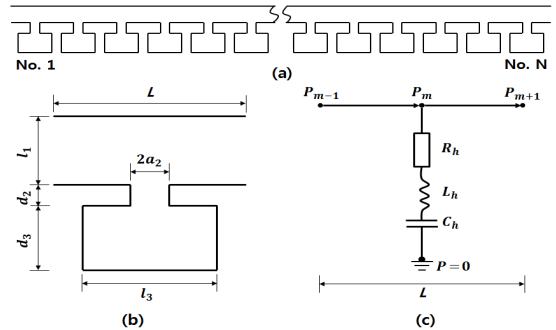 No. 1
No. N
(a)
L
l₁
2a₂
d₂
d₃
l₃
(b)
Pₘ₋₁
Pₘ
Pₘ₊₁
Rₕ
Lₕ
Cₕ
P = 0
L
(c)